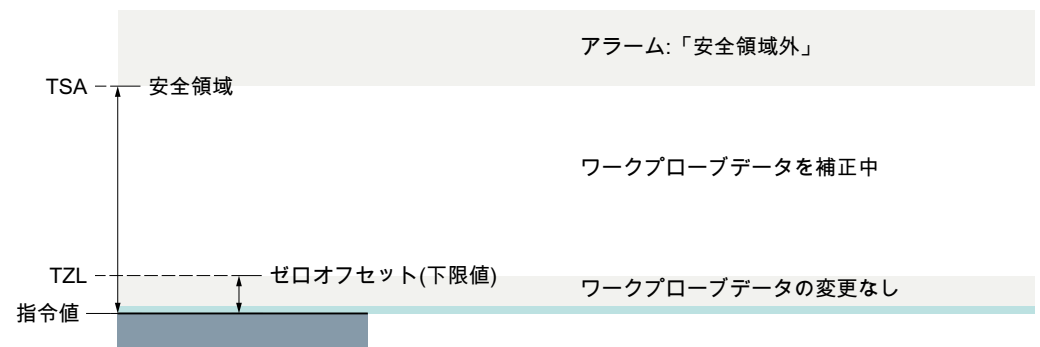 アラーム:「安全領域外」
TSA
安全領域
ワークプローブデータを補正中
TZL
ゼロオフセット(下限値)
ワークプローブデータの変更なし
指令値